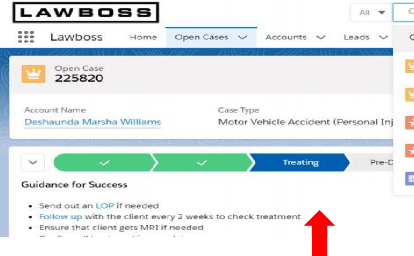 LAWBOSS
All
Lawboss Home Open Cases Accounts Leads
Open Case
225820
Account Name Case Type
Deshaunda Marsha Williams Motor Vehicle Accident (Personal Inj
Treating Pre-D
Guidance for Success
• Send out an LOP if needed
• Follow up with the client every 2 weeks to check treatment
• Ensure that client gets MRI if needed